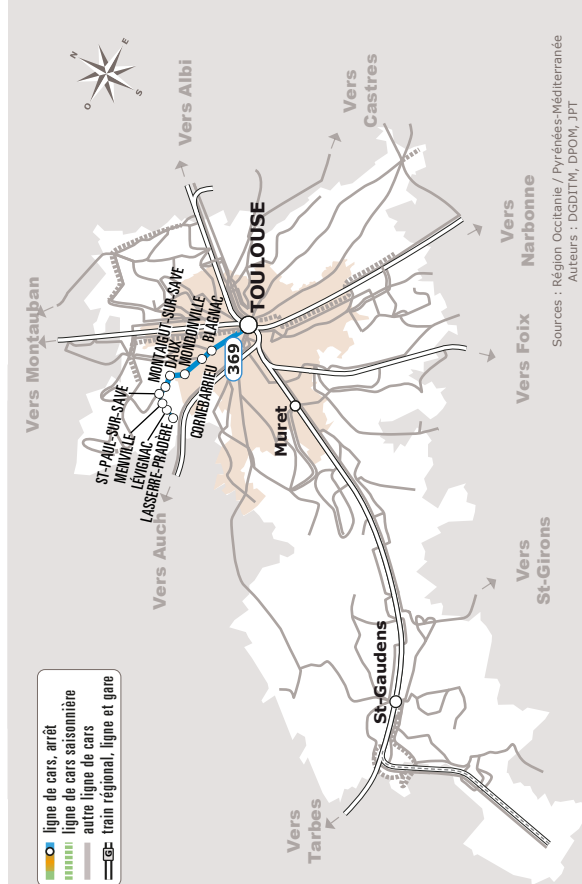 ligne de cars, arrêt
ligne de cars saisonnière
autre ligne de cars
G
train régional, ligne et gare
N
E
S
O
Vers Montauban
Vers Albi
Vers
Castres
Vers
Narbonne
Vers Foix
Vers
St-Girons
Vers
Tarbes
Vers Auch
ST-PAUL-SUR-SAVE
MENVILLE
LÉVIGNAC
LASSERRE-PRADÈRE
MONTAIGUT-SUR-SAVE
DAUX
MONDONVILLE
BLAGNAC
CORNEBARRIEU
369
TOULOUSE
Muret
St-Gaudens
Sources : Région Occitanie / Pyrénées-Méditerranée
Auteurs : DGDITM, DPOM, JPT